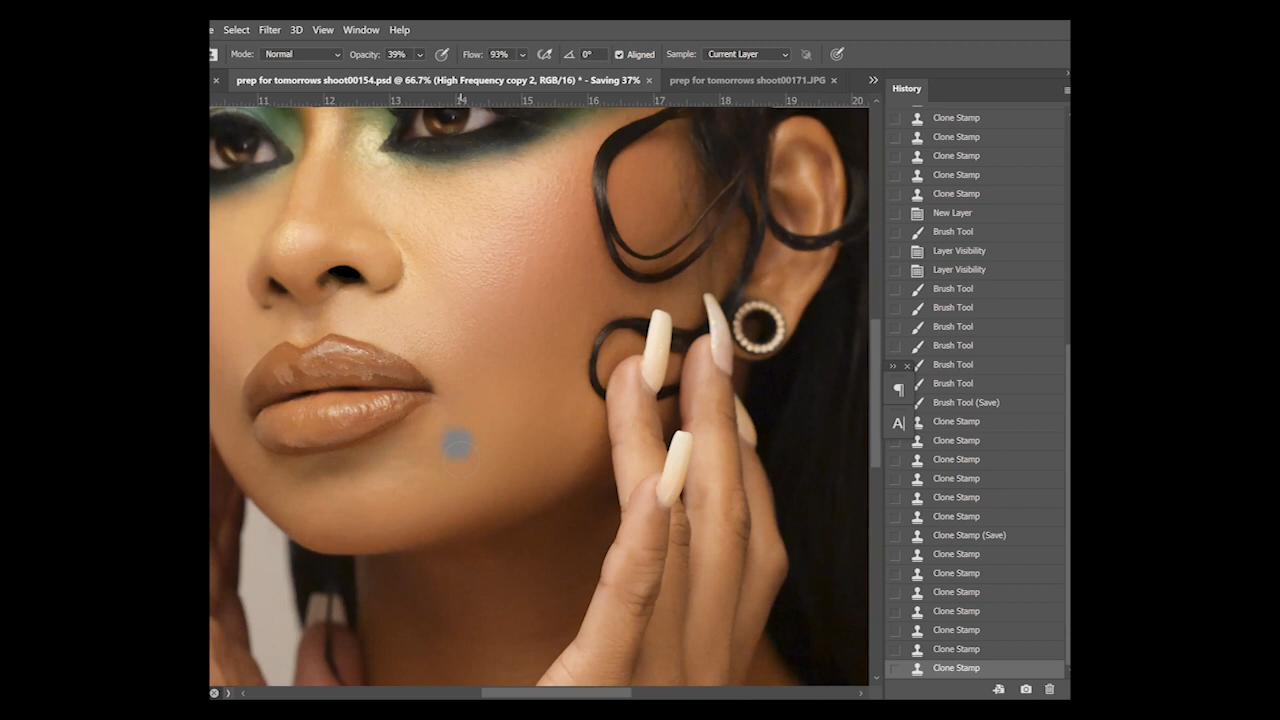 e Select Filter 3D View Window Help
Mode: Normal Opacity: 39% Flow: 93% 0° Aligned Sample: Current Layer
× prep for tomorrows shoot00154.psd @ 66.7% (High Frequency copy 2, RGB/16) * - Saving 37% × prep for tomorrows shoot00171.JPG ×
History
11 12 13 14 15 16 17 18 19 20
Clone Stamp
Clone Stamp
Clone Stamp
Clone Stamp
Clone Stamp
New Layer
Brush Tool
Layer Visibility
Layer Visibility
Brush Tool
Brush Tool
Brush Tool
Brush Tool
Brush Tool
Brush Tool
Brush Tool (Save)
Clone Stamp
Clone Stamp
Clone Stamp
Clone Stamp
Clone Stamp
Clone Stamp
Clone Stamp (Save)
Clone Stamp
Clone Stamp
Clone Stamp
Clone Stamp
Clone Stamp
Clone Stamp
Clone Stamp